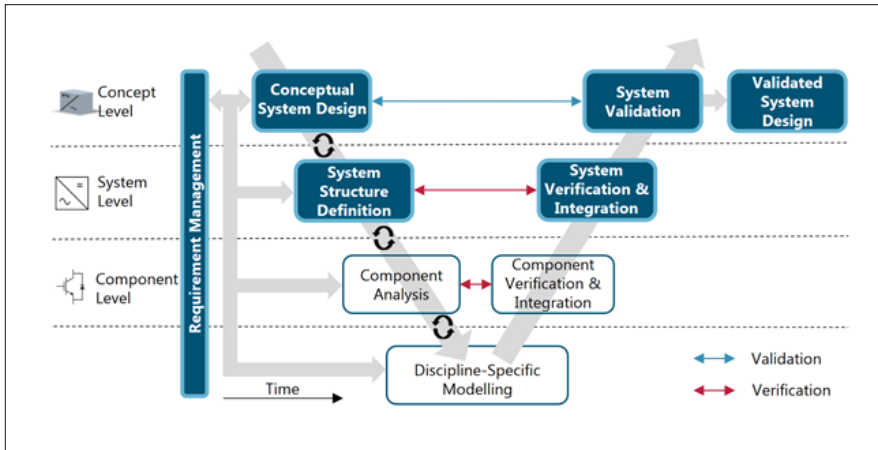 Concept
Level
Requirement Management
Conceptual
System Design
System
Validation
Validated
System
Design
System
Level
System
Structure
Definition
System
Verification &
Integration
Component
Level
Component
Analysis
Component
Verification &
Integration
Discipline-Specific
Modelling
Time
Validation
Verification